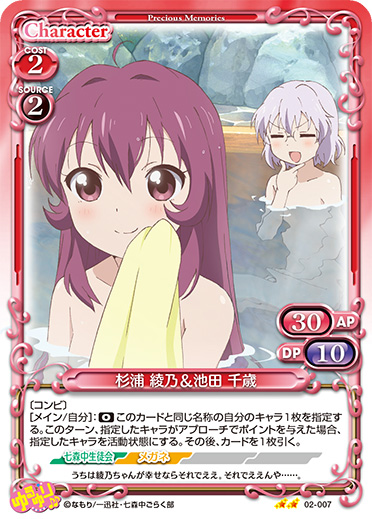 Precious Memories
Character
COST
2
SOURCE
2
30 AP
DP 10
杉浦 綾乃&池田 千歳
[コンビ]
[メイン/自分]:このカードと同じ名称の自分のキャラ1枚を指定す
る。このターン、指定したキャラがアプローチでポイントを与えた場合、
指定したキャラを活動状態にする。その後、カードを1枚引く。
七森中生徒会 メガネ
うちは綾乃ちゃんが幸せならそれでええ。それでええんや……。
ゆるゆり
©なもり/一迅社・七森中ごらく部
02-007